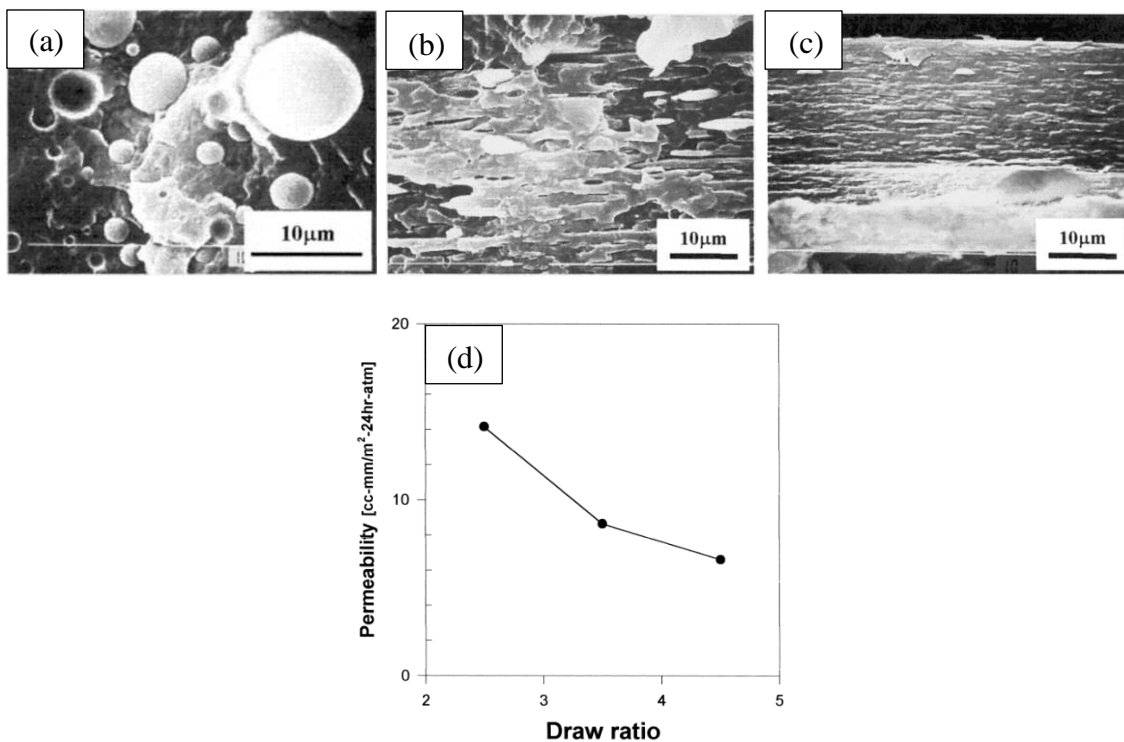 (a)
(b)
(c)
10μm
10μm
10μm
(d)
20
10
0
Permeability [cc-mm/m²-24hr-atm]
2 3 4 5
Draw ratio